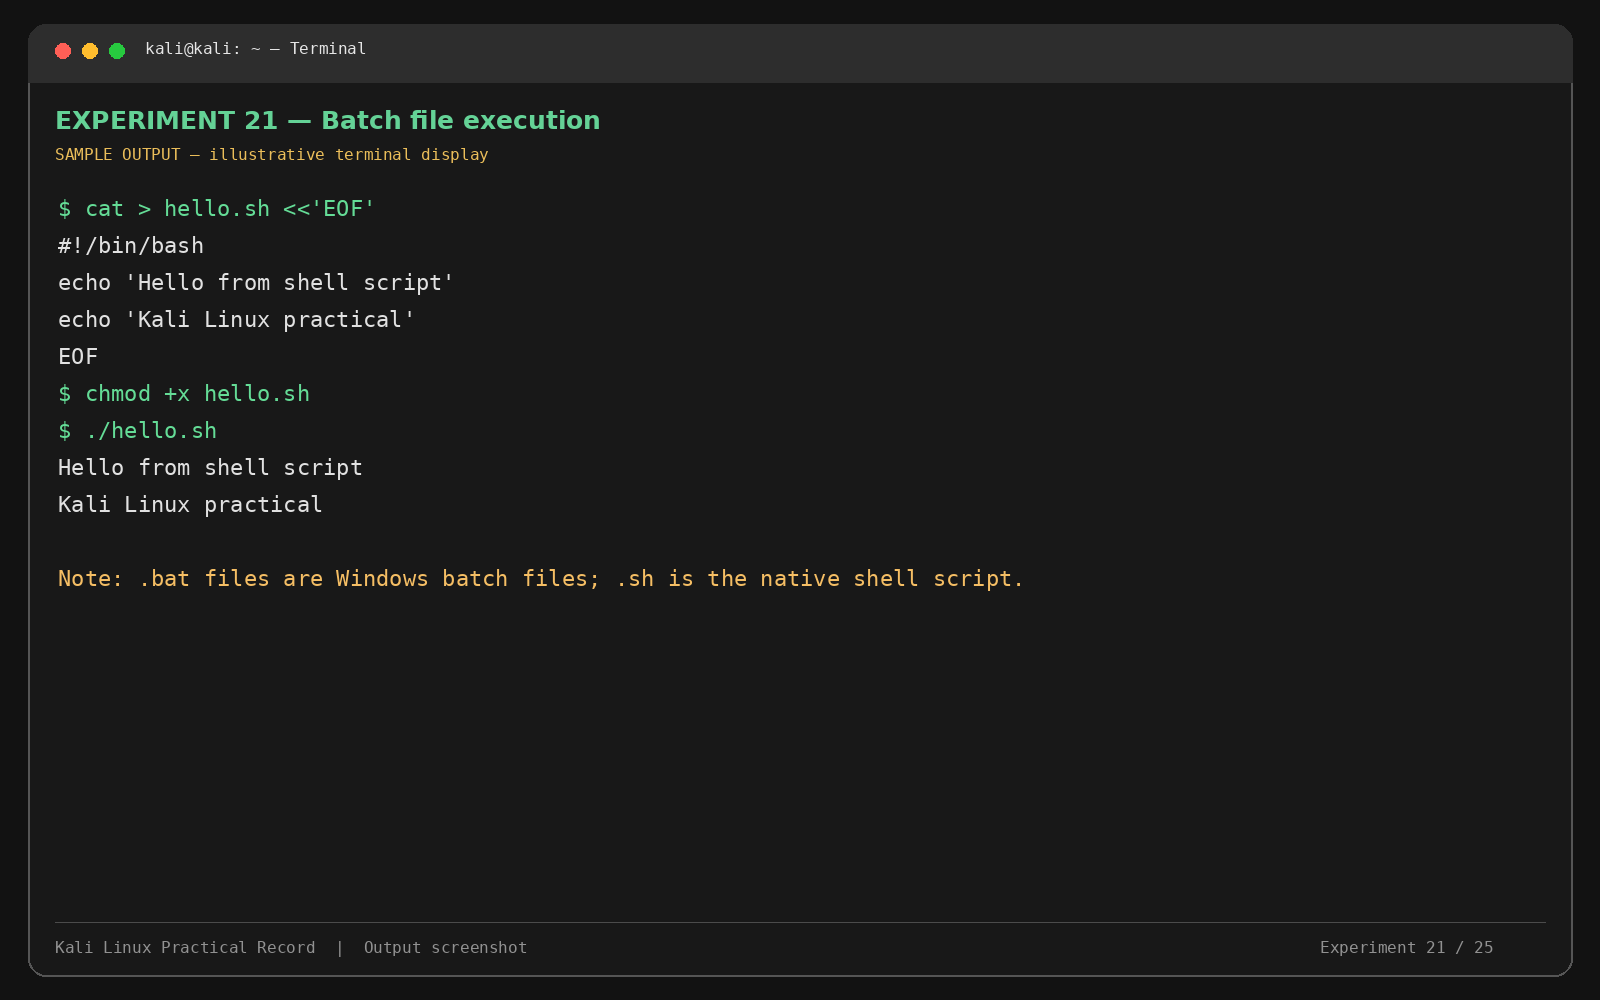 kali@kali: ~ — Terminal
EXPERIMENT 21 — Batch file execution
SAMPLE OUTPUT — illustrative terminal display
$ cat > hello.sh <<'EOF'
#!/bin/bash
echo 'Hello from shell script'
echo 'Kali Linux practical'
EOF
$ chmod +x hello.sh
$ ./hello.sh
Hello from shell script
Kali Linux practical
Note: .bat files are Windows batch files; .sh is the native shell script.
Kali Linux Practical Record | Output screenshot
Experiment 21 / 25